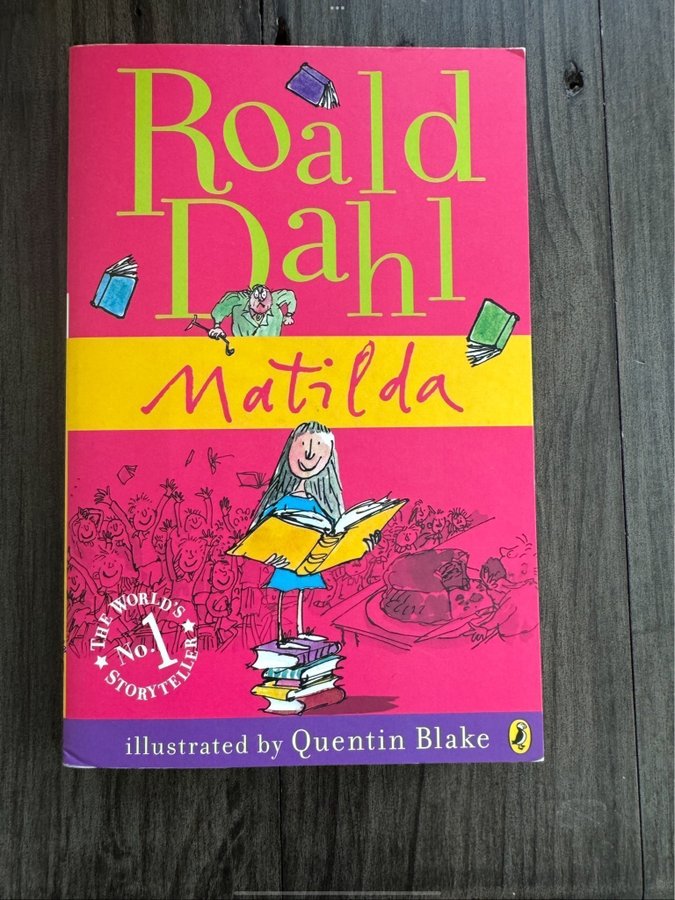 Roald
Dahl
Matilda
THE WORLD'S
No.1
STORYTELLER
illustrated by Quentin Blake